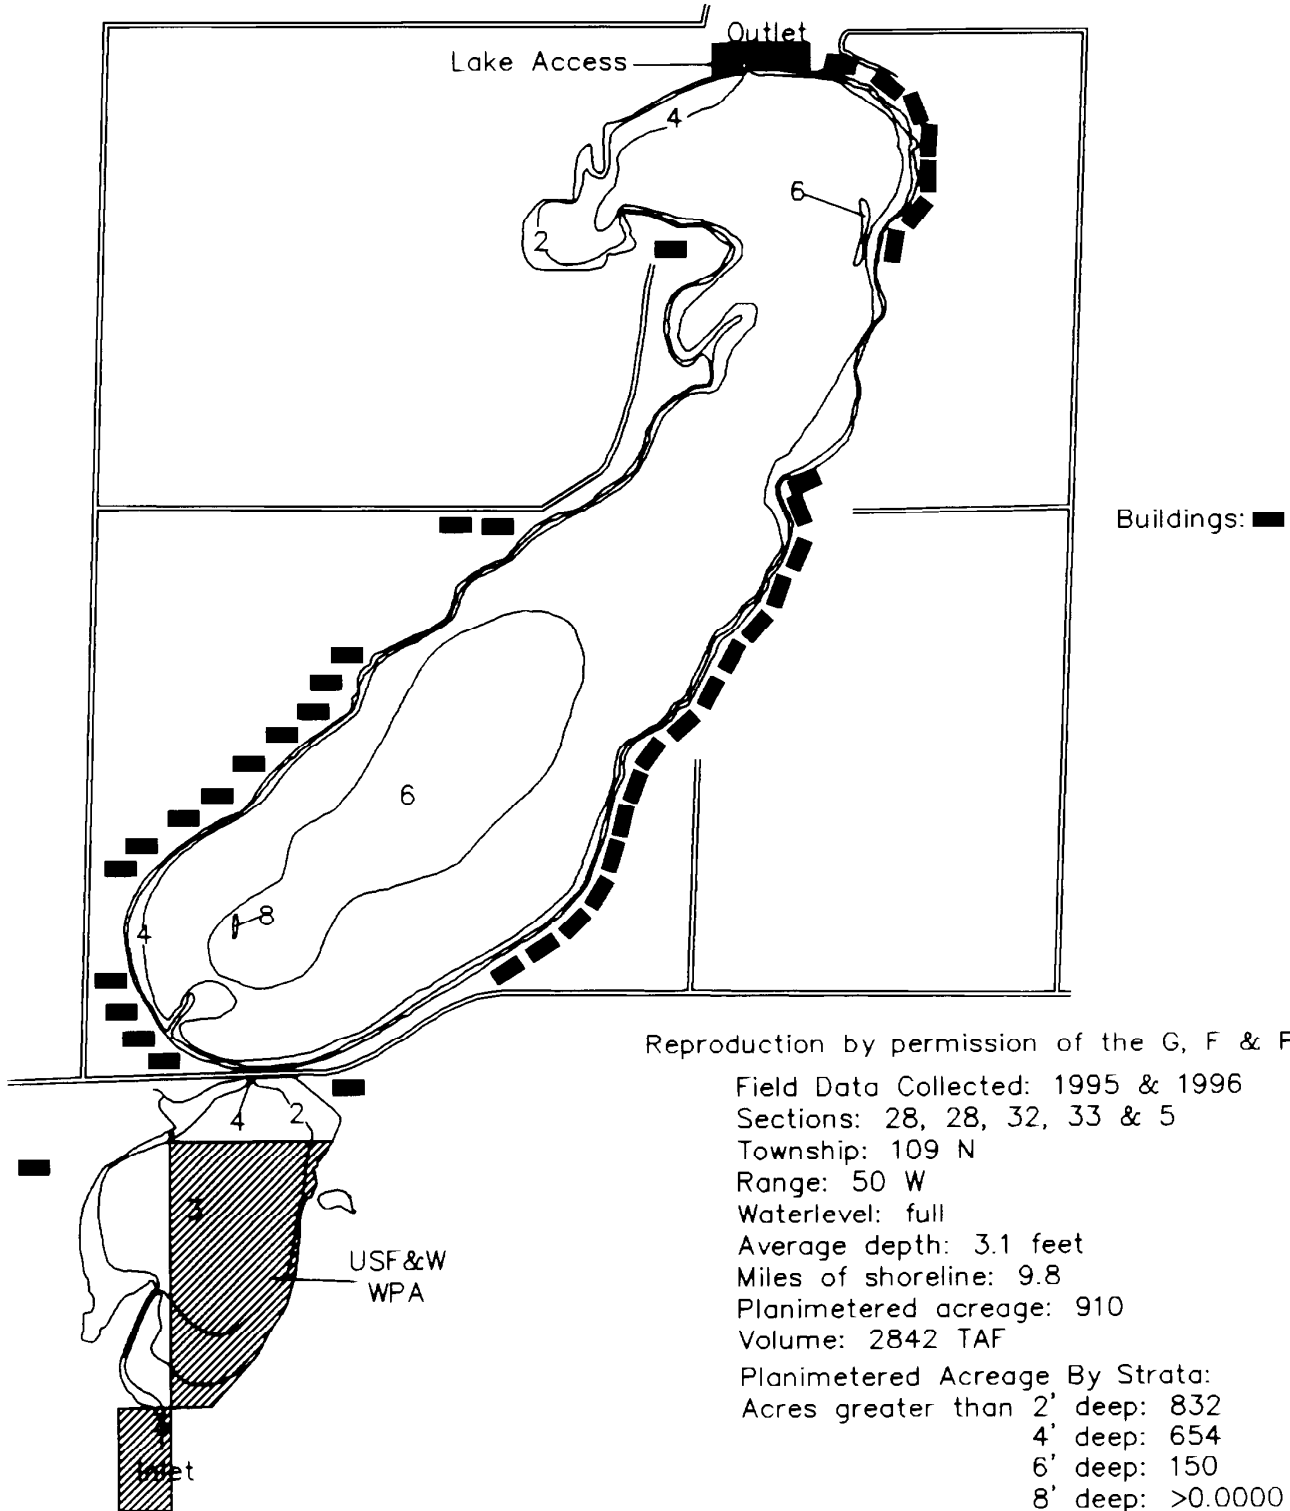 Outlet
Lake Access
4
6
2
Buildings:
6
8
4
Reproduction by permission of the G, F & P
Field Data Collected: 1995 & 1996
4
2
Sections: 28, 28, 32, 33 & 5
Township: 109 N
Range: 50 W
3
Waterlevel: full
Average depth: 3.1 feet
USF&W
WPA
Miles of shoreline: 9.8
Planimetered acreage: 910
Volume: 2842 TAF
Planimetered Acreage By Strata:
Acres greater than 2' deep: 832
4' deep: 654
6' deep: 150
8' deep: >0.0000
Inlet